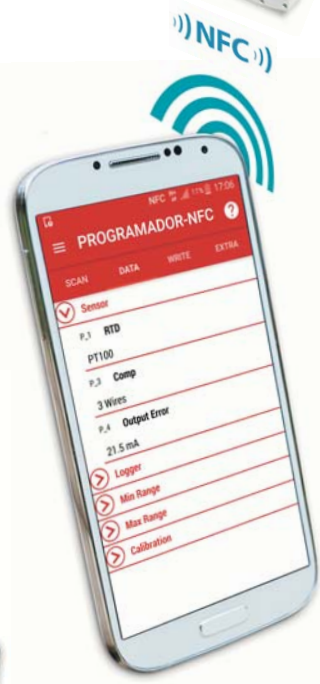 NFC
NFC 17:06
PROGRAMADOR-NFC ?
SCAN DATA WRITE EXTRA
Sensor
P_1 RTD
PT100
P_3 Comp
3 Wires
P_4 Output Error
21.5 mA
Logger
Min Range
Max Range
Calibration